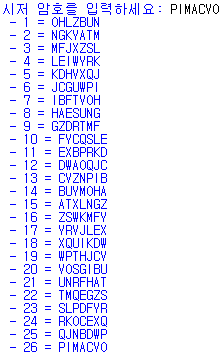 시저 암호를 입력하세요: PIMACVO
- 1 = OHLZBUN
- 2 = NGKYATM
- 3 = MFJXZSL
- 4 = LEIWYRK
- 5 = KDHVXQJ
- 6 = JCGUWPI
- 7 = IBFTVOH
- 8 = HAESUNG
- 9 = GZDRTMF
- 10 = FYCQSLE
- 11 = EXBPRKD
- 12 = DWAOQJC
- 13 = CVZNPIB
- 14 = BUYMOHA
- 15 = ATXLNGZ
- 16 = ZSWKMFY
- 17 = YRVJLEX
- 18 = XQUIKDW
- 19 = WPTHJCV
- 20 = VOSGIBU
- 21 = UNRFHAT
- 22 = TMQEGZS
- 23 = SLPDFYR
- 24 = RKOCEXQ
- 25 = QJNBDWP
- 26 = PIMACVO